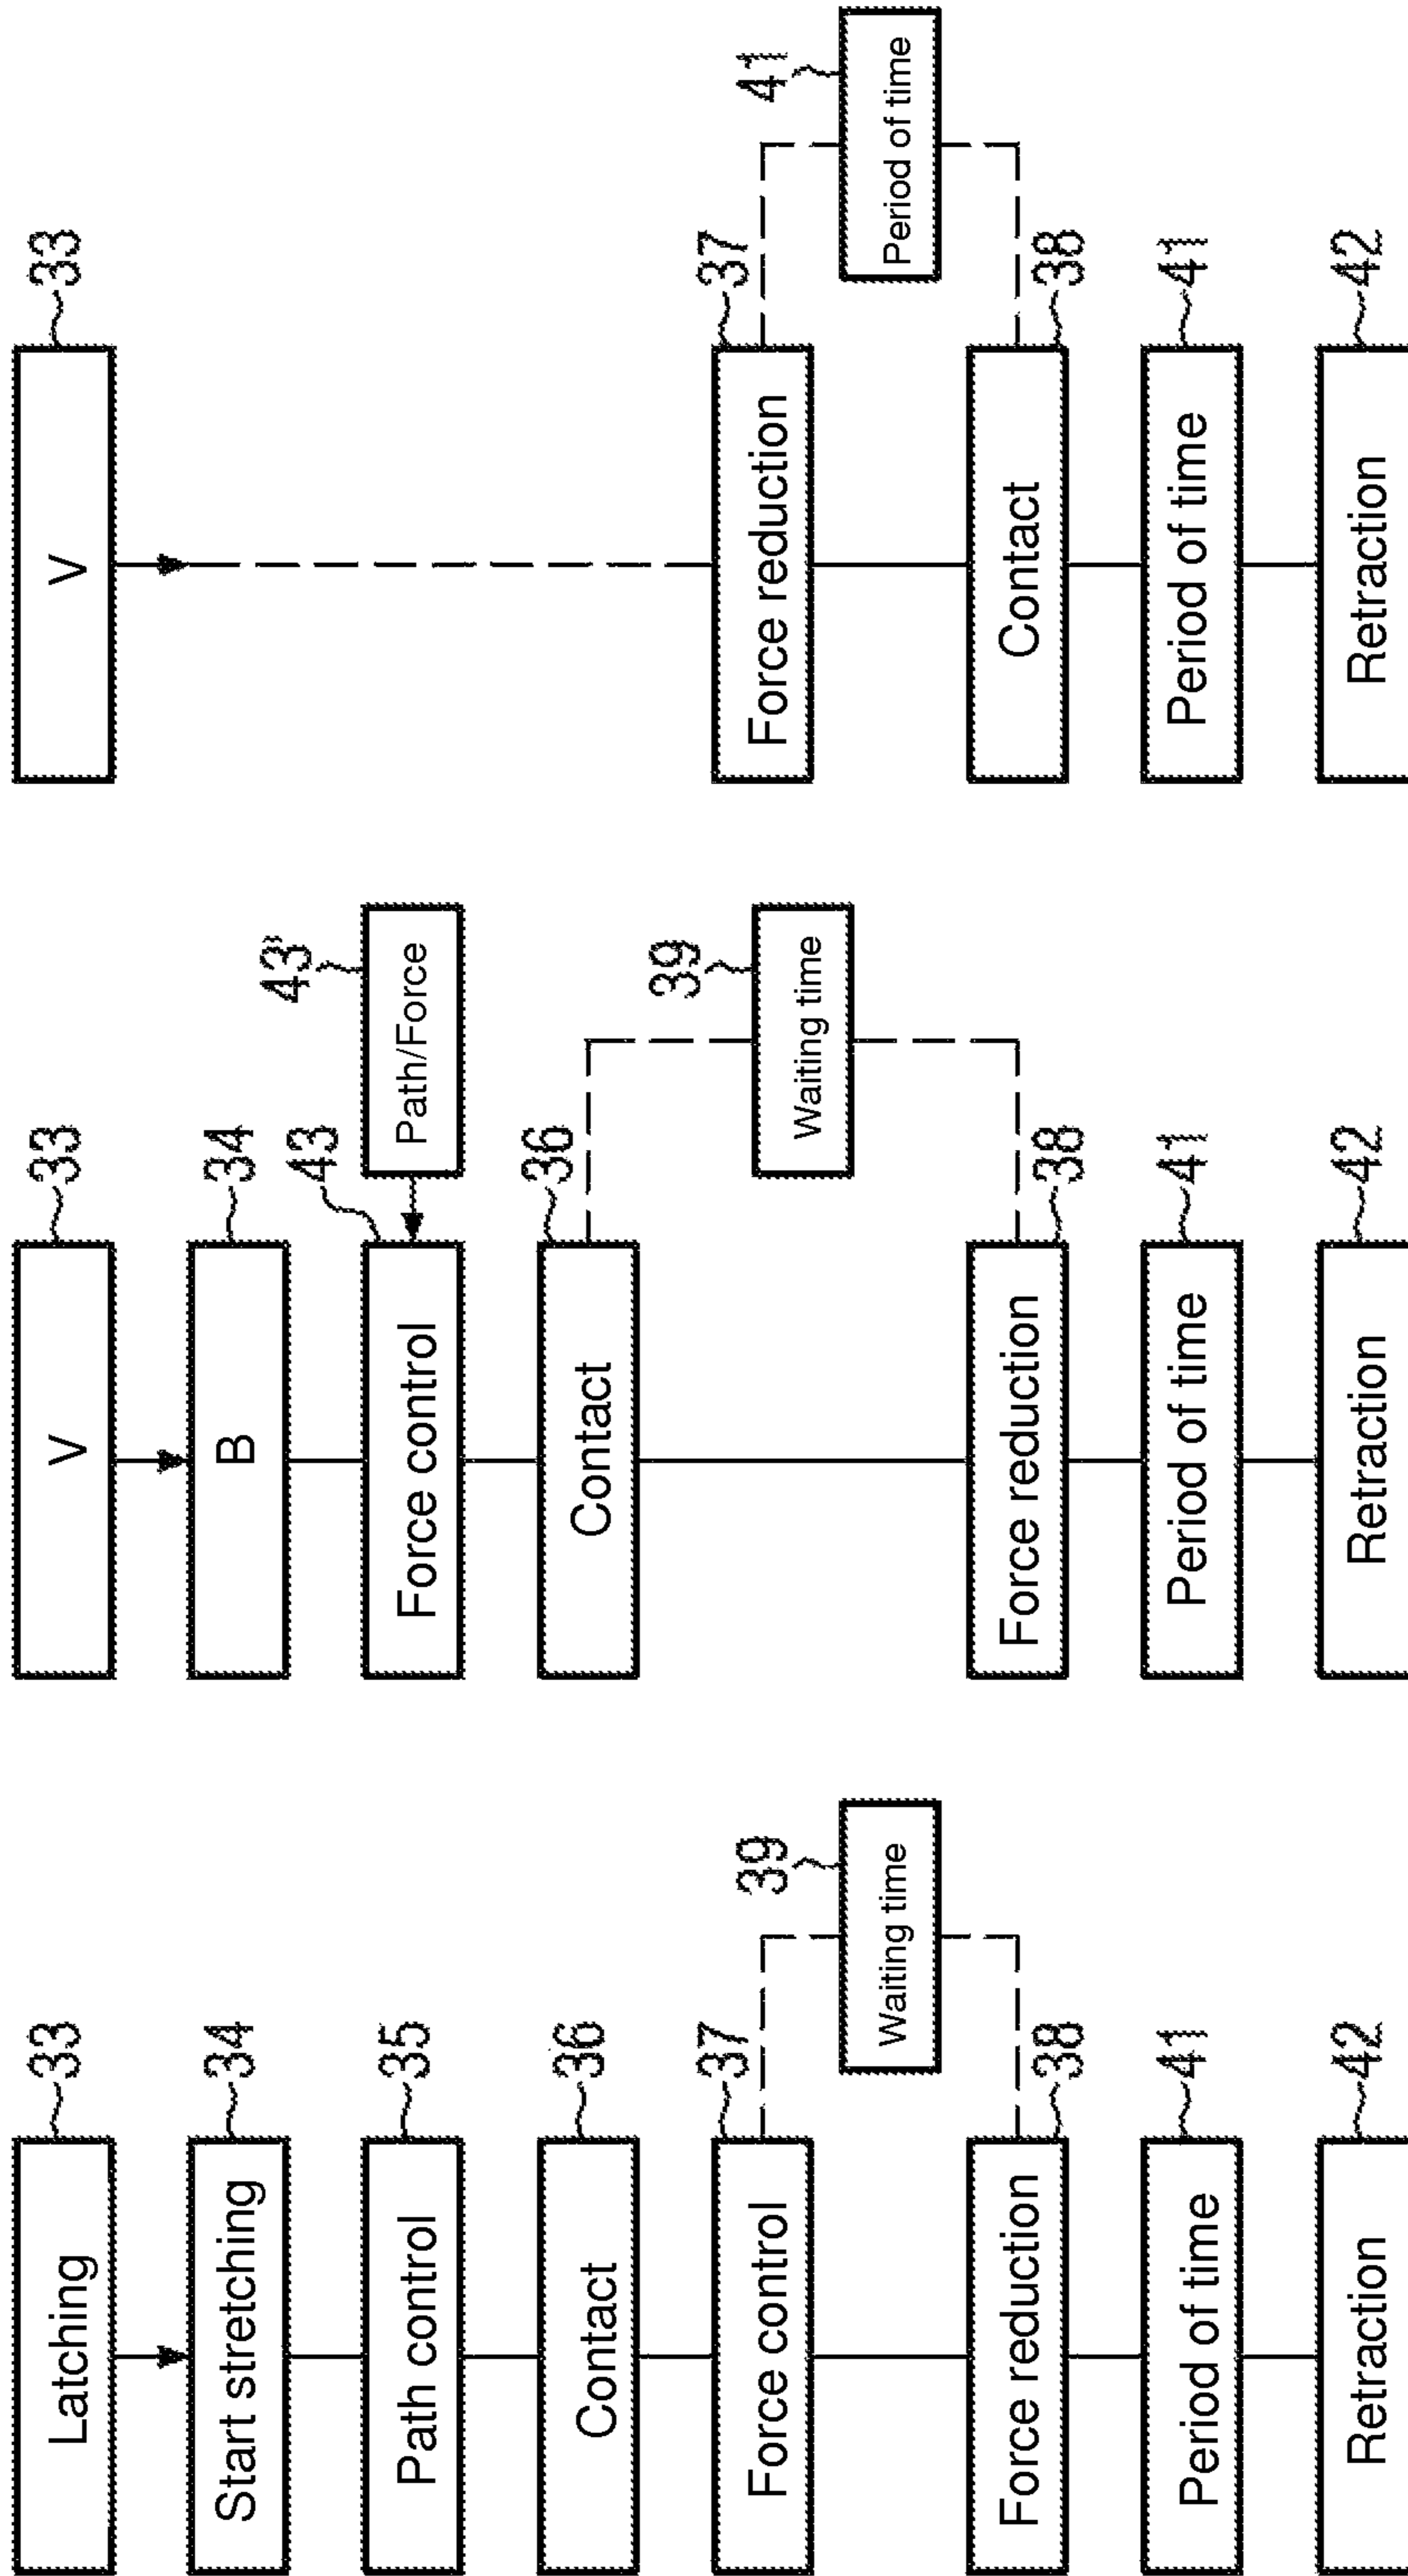 Latching
33
Start stretching
34
Path control
35
Contact
36
Force control
37
Waiting time
39
Force reduction
38
Period of time
41
Retraction
42
V
33
B
34
Force control
43
Path/Force
43'
Contact
36
Waiting time
39
Force reduction
38
Period of time
41
Retraction
42
V
33
Force reduction
37
Period of time
41
Contact
38
Period of time
41
Retraction
42